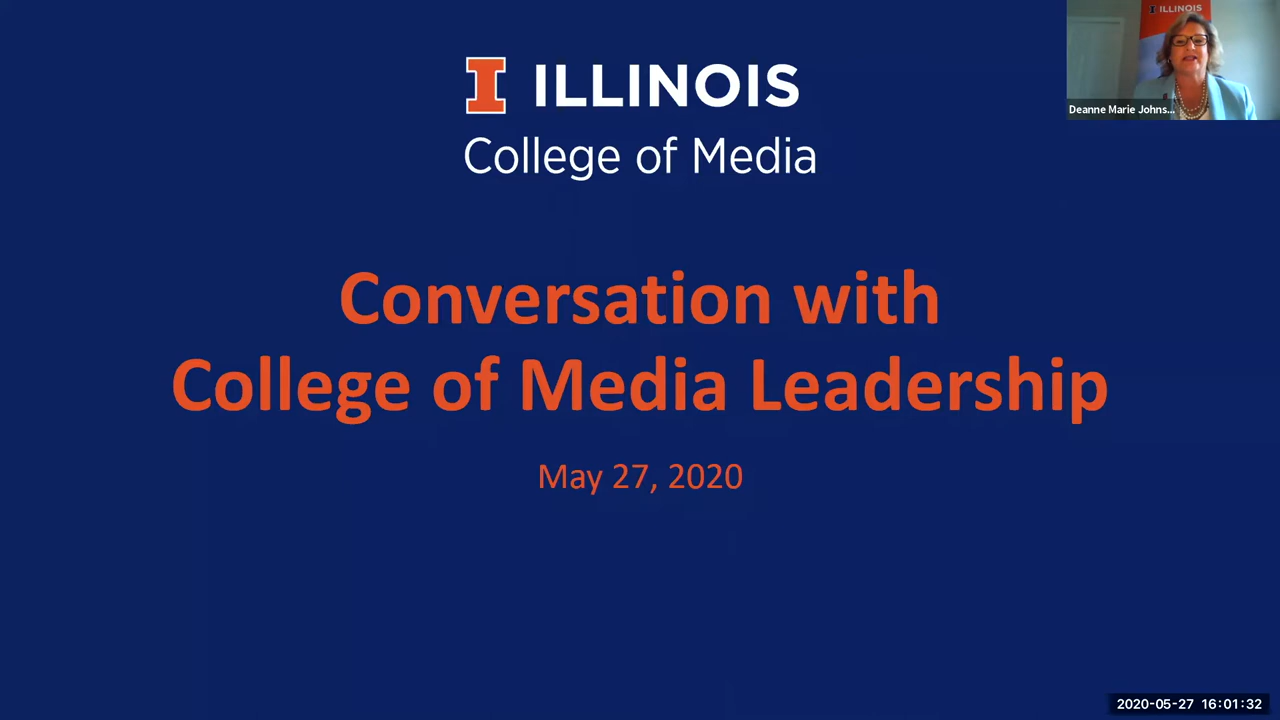 I ILLINOIS
College of Media
ILLINOIS
Deanne Marie Johns...
Conversation with
College of Media Leadership
May 27, 2020
2020-05-27 16:01:32